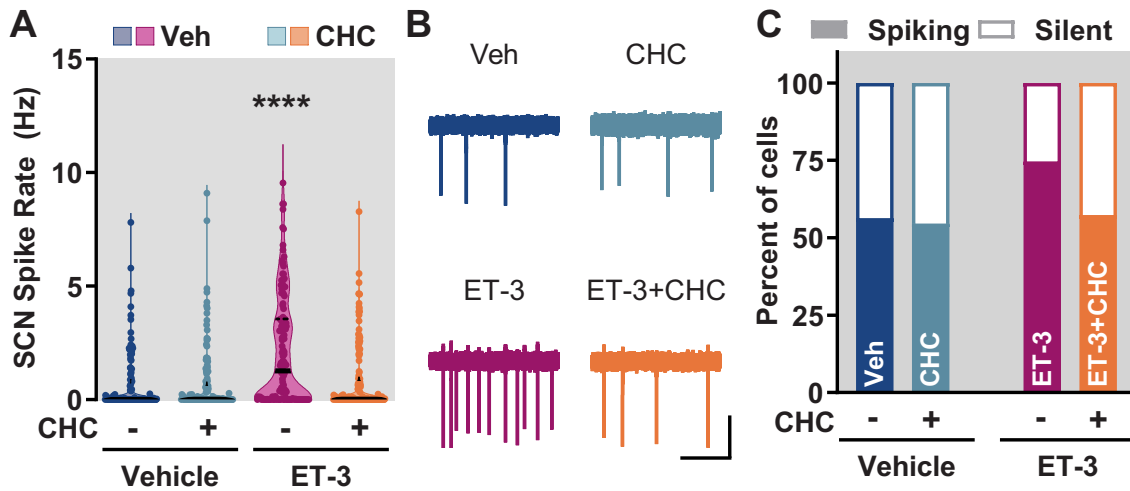 A
Veh
CHC
15
10
5
0
SCN Spike Rate (Hz)
****
CHC
-
+
-
+
Vehicle
ET-3
B
Veh
CHC
ET-3
ET-3+CHC
C
Spiking
Silent
100
75
50
25
0
Percent of cells
Veh
CHC
ET-3
ET-3+CHC
CHC
-
+
-
+
Vehicle
ET-3